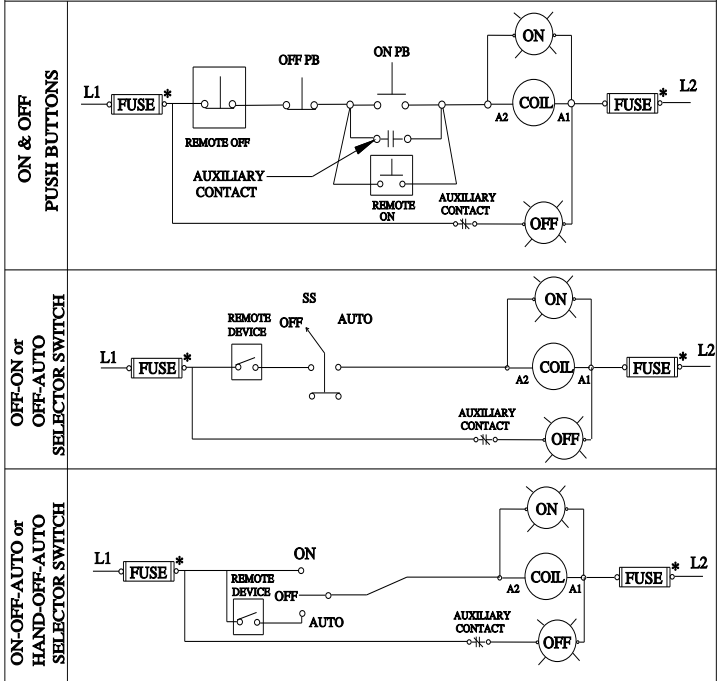 ON & OFF
PUSH BUTTONS
L1
FUSE
*
REMOTE OFF
OFF PB
ON PB
AUXILIARY
CONTACT
REMOTE
ON
AUXILIARY
CONTACT
ON
COIL
A2
A1
OFF
FUSE
*
L2
OFF-ON or
OFF-AUTO
SELECTOR SWITCH
L1
FUSE
*
REMOTE
DEVICE
SS
OFF
AUTO
AUXILIARY
CONTACT
ON
COIL
A2
A1
OFF
FUSE
*
L2
ON-OFF-AUTO or
HAND-OFF-AUTO
SELECTOR SWITCH
L1
FUSE
*
REMOTE
DEVICE
ON
OFF
AUTO
AUXILIARY
CONTACT
ON
COIL
A2
A1
OFF
FUSE
*
L2